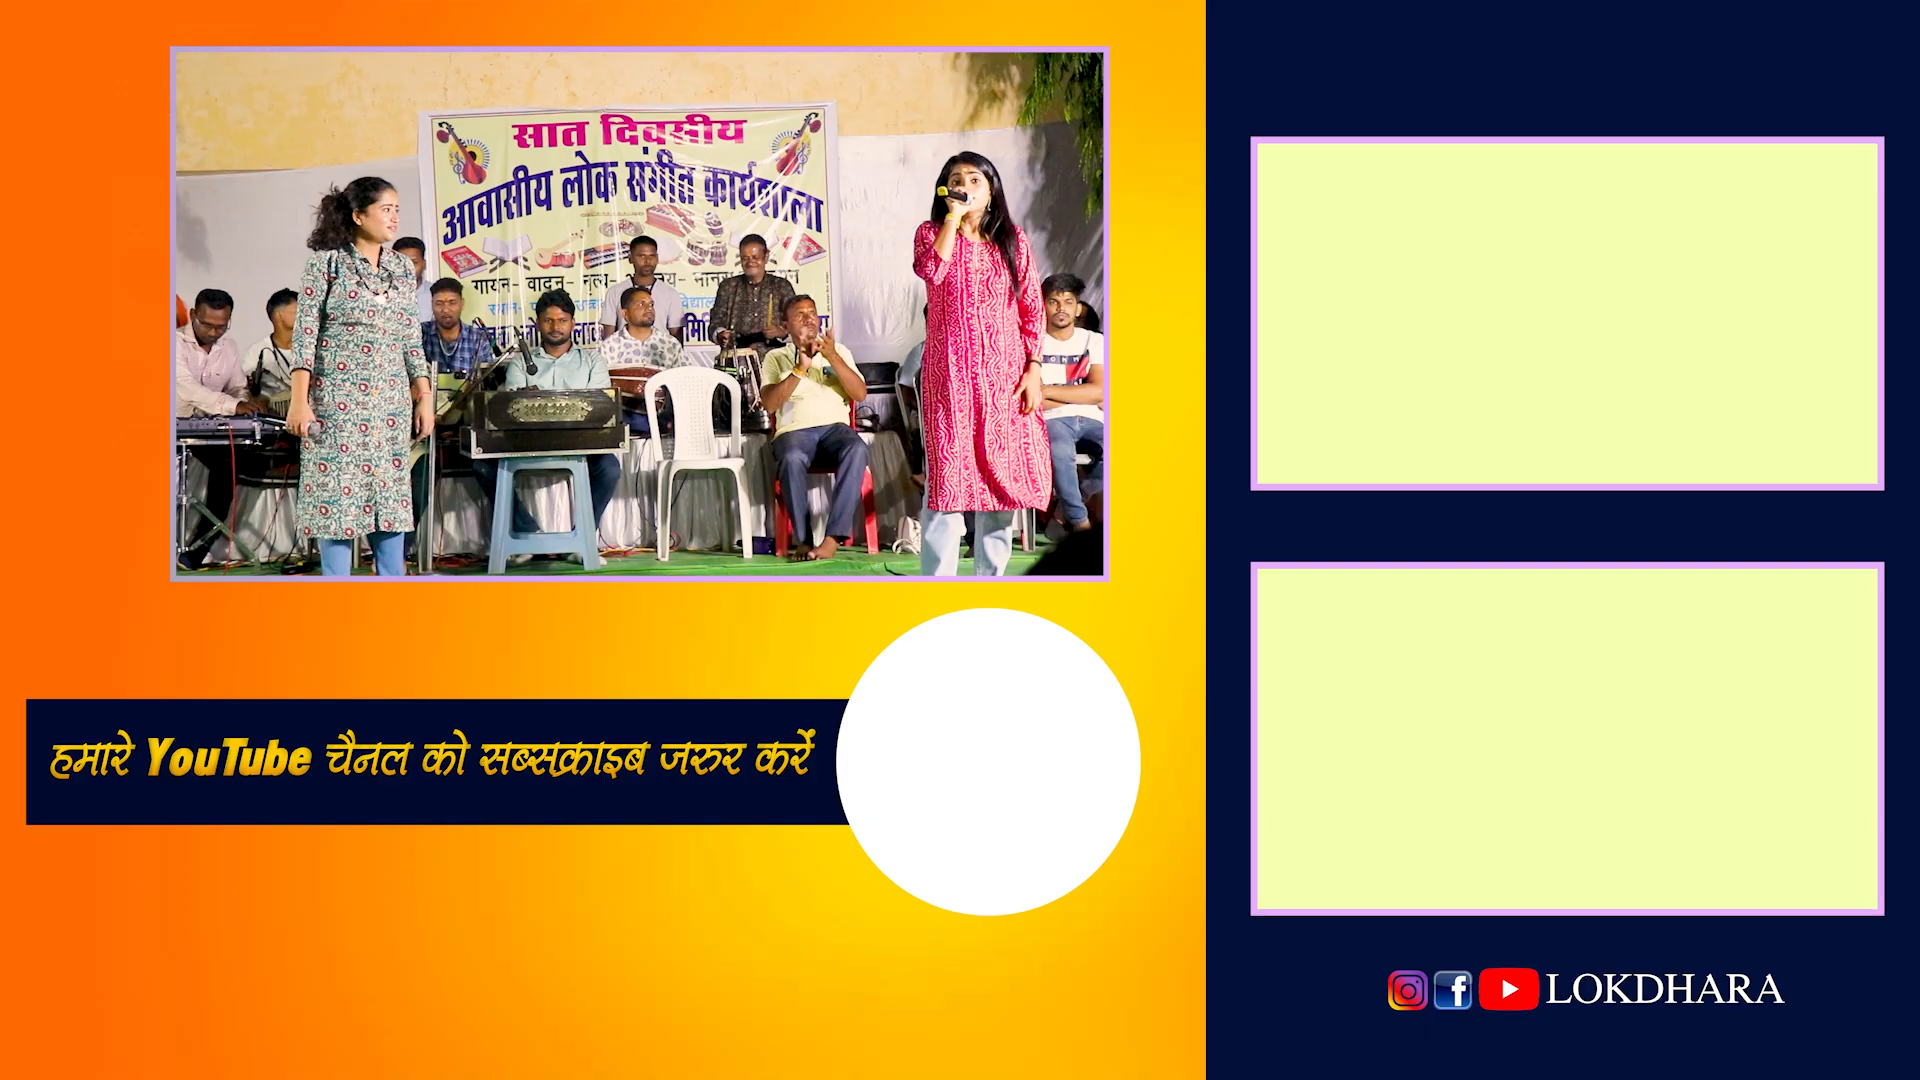 सात दिवसीय
आवासीय लोक संगीत कार्यशाला
गायन- वादन- नृत्य-
हमारे YouTube चैनल को सब्सक्राइब जरुर करें
LOKDHARA